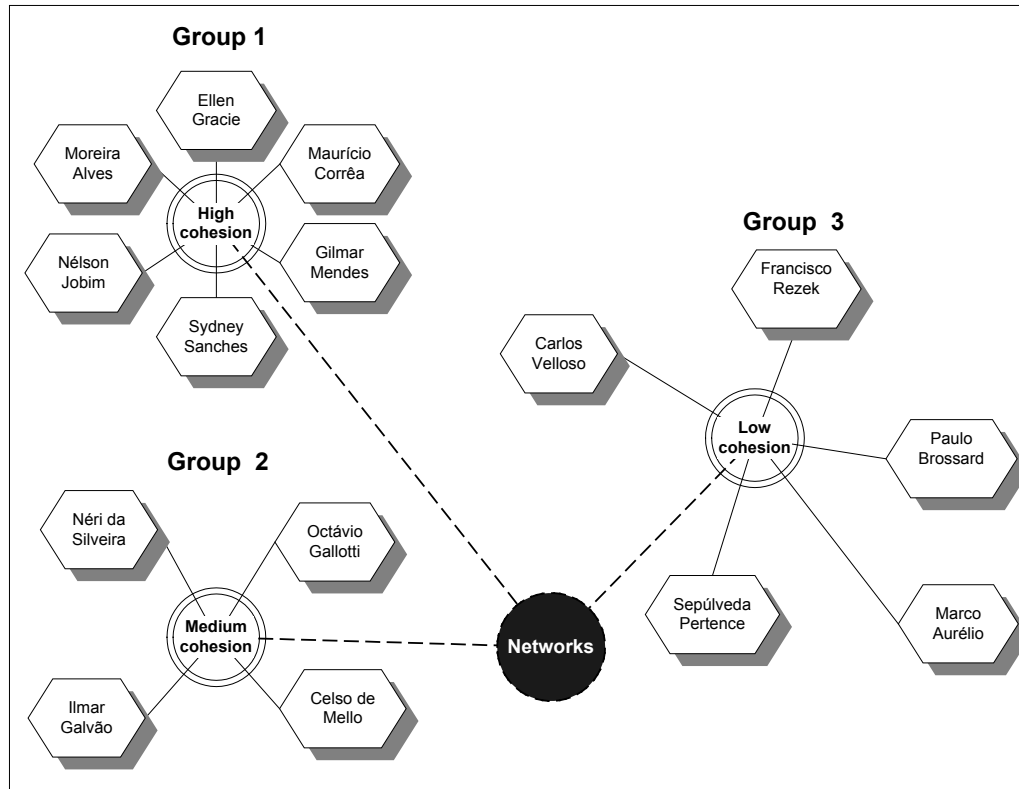 Group 1
Ellen
Gracie
Moreira
Alves
Maurício
Corrêa
High
cohesion
Nélson
Jobim
Gilmar
Mendes
Sydney
Sanches
Group 3
Francisco
Rezek
Carlos
Velloso
Low
cohesion
Paulo
Brossard
Sepúlveda
Pertence
Marco
Aurélio
Group 2
Néri da
Silveira
Octávio
Gallotti
Medium
cohesion
Ilmar
Galvão
Celso de
Mello
Networks